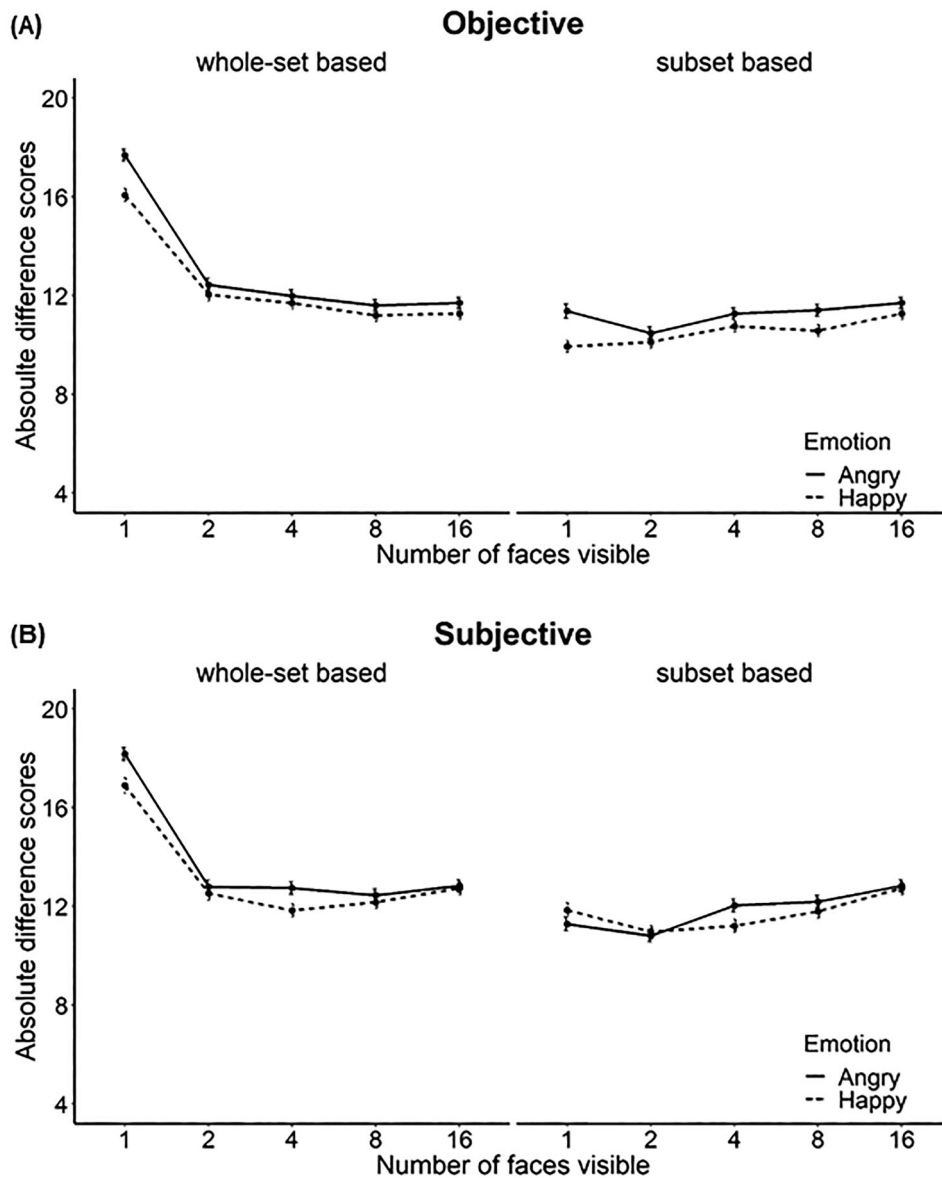 (A)
Objective
whole-set based
subset based
Absoulte difference scores
20
16
12
8
4
Emotion
Angry
Happy
1 2 4 8 16 1 2 4 8 16
Number of faces visible
(B)
Subjective
whole-set based
subset based
Absolute difference scores
20
16
12
8
4
Emotion
Angry
Happy
1 2 4 8 16 1 2 4 8 16
Number of faces visible